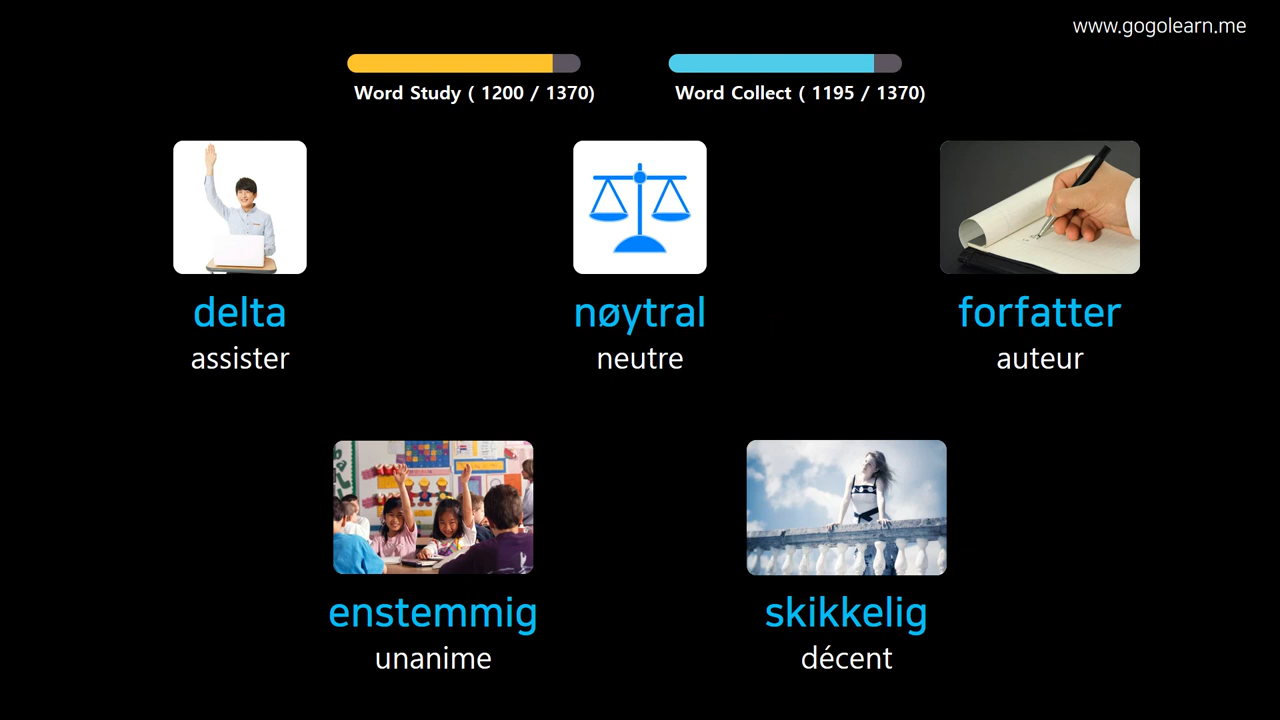 www.gogolearn.me
Word Study ( 1200 / 1370)
Word Collect ( 1195 / 1370)
delta
assister
nøytral
neutre
forfatter
auteur
enstemmig
unanime
skikkelig
décent